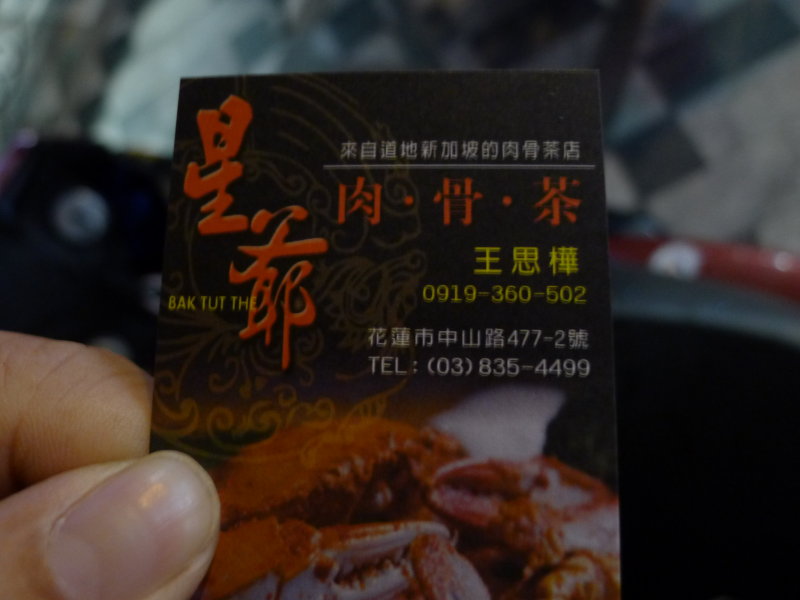 星爺
BAK TUT THE
來自道地新加坡的肉骨茶店
肉·骨·茶
王思樺
0919-360-502
花蓮市中山路477-2號
TEL：(03)835-4499